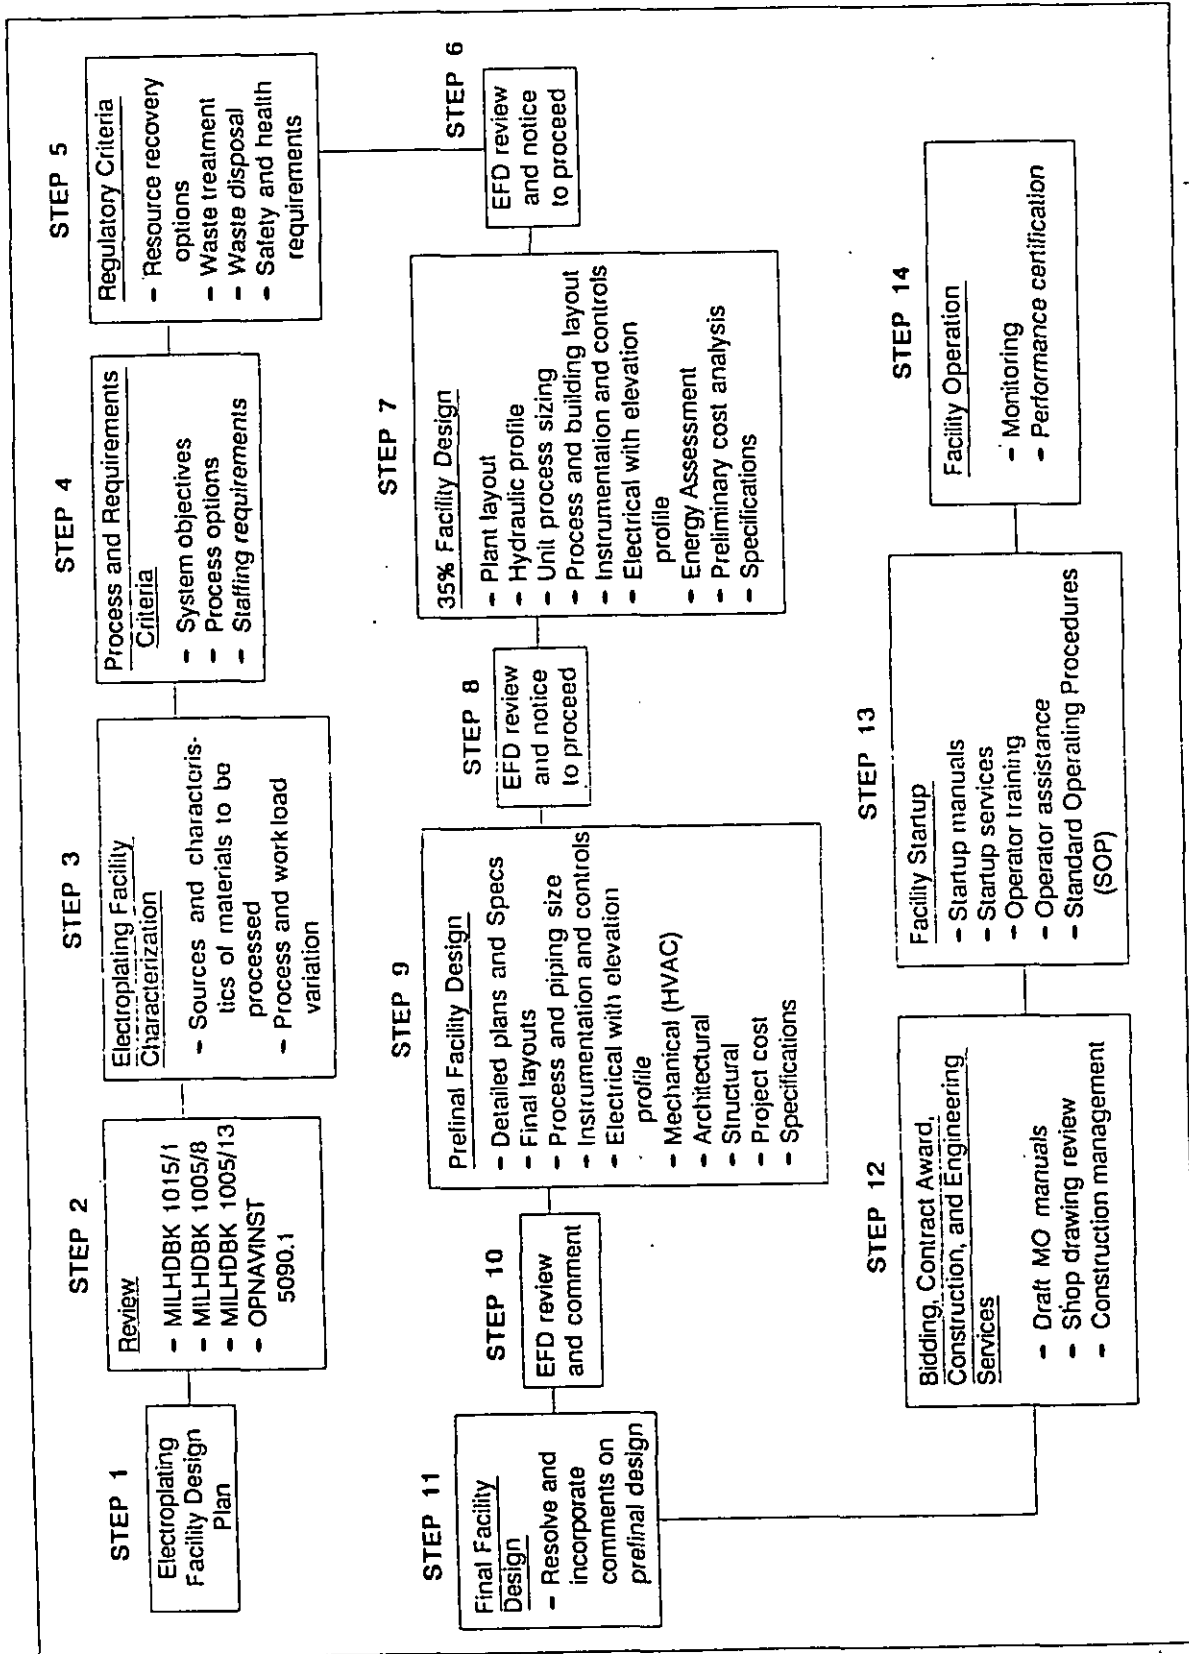 STEP 1
Electroplating
Facility Design
Plan
STEP 2
Review
- MILHDBK 1015/1
- MILHDBK 1005/8
- MILHDBK 1005/13
- OPNAVINST
5090.1
STEP 3
Electroplating Facility
Characterization
- Sources and characteris-
tics of materials to be
processed
- Process and workload
variation
STEP 4
Process and Requirements
Criteria
- System objectives
- Process options
- Staffing requirements
STEP 5
Regulatory Criteria
- Resource recovery
options
- Waste treatment
- Waste disposal
- Safety and health
requirements
STEP 6
EFD review
and notice
to proceed
STEP 7
35% Facility Design
- Plant layout
- Hydraulic profile
- Unit process sizing
- Process and building layout
- Instrumentation and controls
- Electrical with elevation
profile
- Energy Assessment
- Preliminary cost analysis
- Specifications
STEP 8
EFD review
and notice
to proceed
STEP 9
Prefinal Facility Design
- Detailed plans and Specs
- Final layouts
- Process and piping size
- Instrumentation and controls
- Electrical with elevation
profile
- Mechanical (HVAC)
- Architectural
- Structural
- Project cost
- Specifications
STEP 10
EFD review
and comment
STEP 11
Final Facility
Design
- Resolve and
incorporate
comments on
prefinal design
STEP 12
Bidding, Contract Award,
Construction, and Engineering
Services
- Draft MO manuals
- Shop drawing review
- Construction management
STEP 13
Facility Startup
- Startup manuals
- Startup services
- Operator training
- Operator assistance
- Standard Operating Procedures
(SOP)
STEP 14
Facility Operation
- Monitoring
- Performance certification